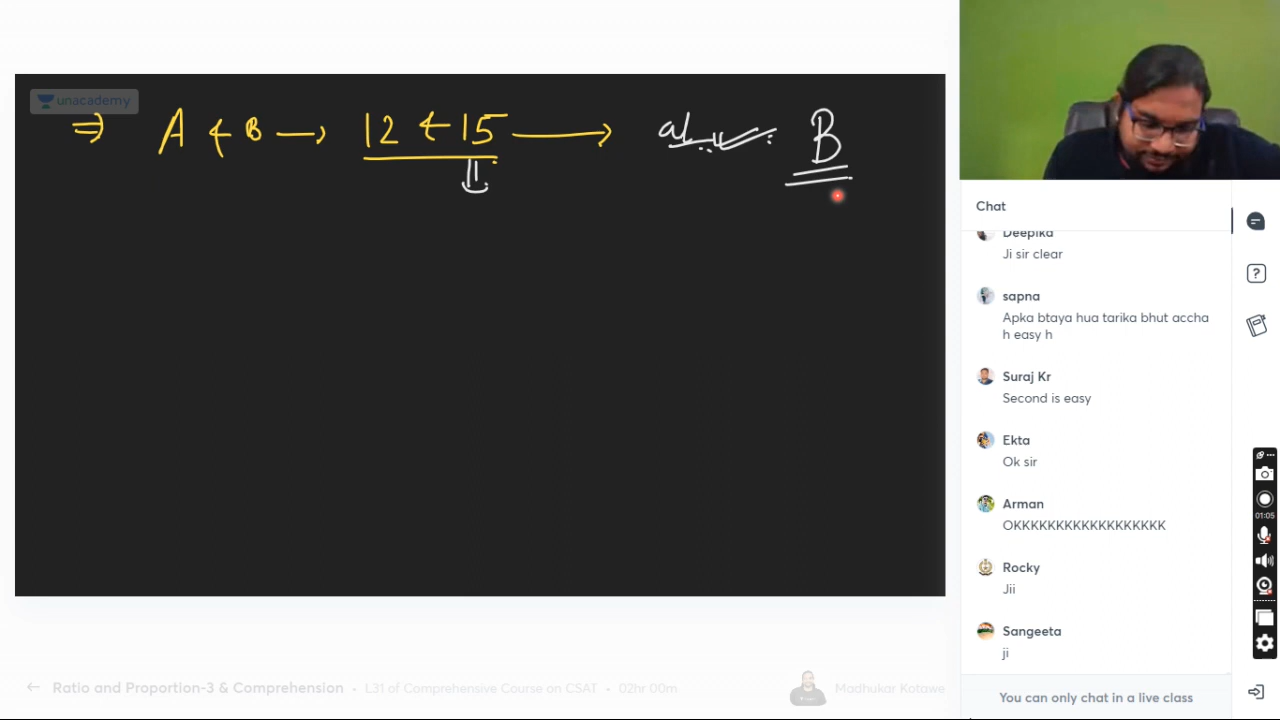 unacademy
⇒ A + B → 12 + 15 → B
Chat
Deepika
Ji sir clear
sapna
Apka btaya hua tarika bhut accha
h easy h
Suraj Kr
Second is easy
Ekta
Ok sir
Arman
OKKKKKKKKKKKKKKKKKK
Rocky
Jii
Sangeeta
ji
You can only chat in a live class
01:05
← Ratio and Proportion-3 & Comprehension • L31 of Comprehensive Course on CSAT • 02hr 00m
Madhukar Kotawe